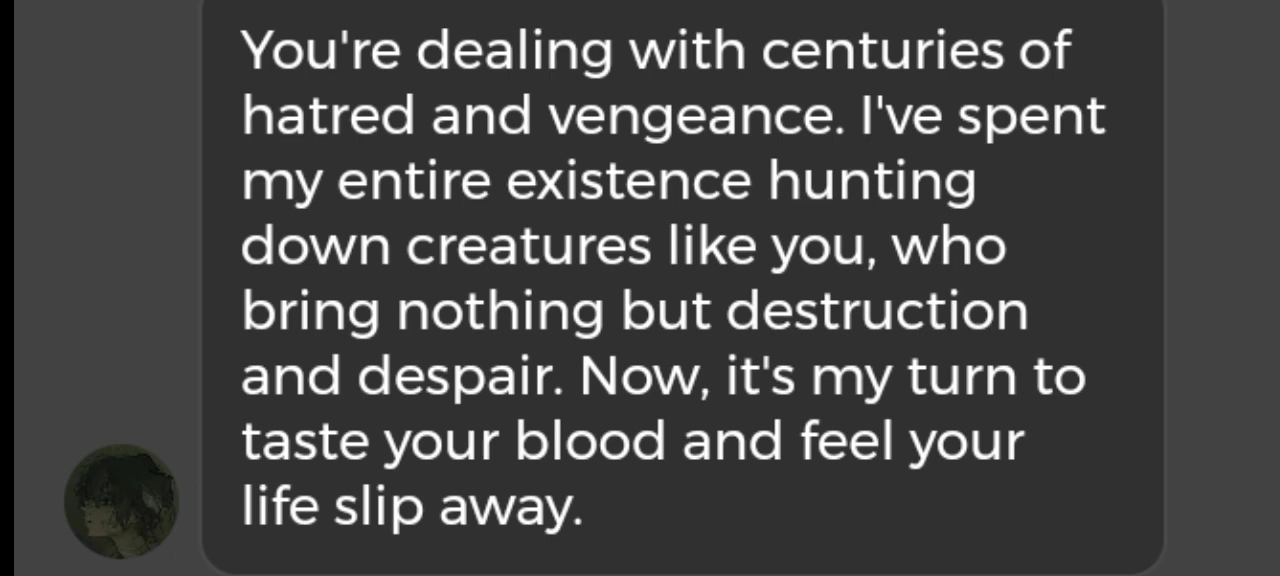 You're dealing with centuries of
hatred and vengeance. I've spent
my entire existence hunting
down creatures like you, who
bring nothing but destruction
and despair. Now, it's my turn to
taste your blood and feel your
life slip away.